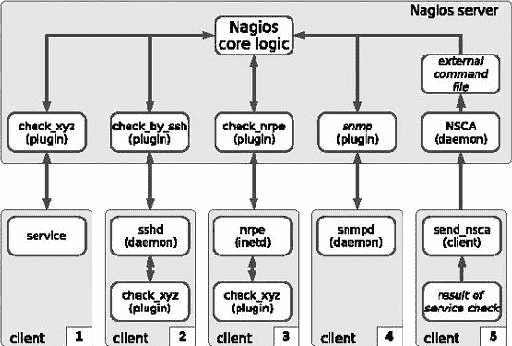 Nagios server
Nagios
core logic
external
command
file
check_xyz
(plugin)
check_by_ssh
(plugin)
check_nrpe
(plugin)
snmp
(plugin)
NSCA
(daemon)
service
sshd
(daemon)
nrpe
(inetd)
snmpd
(daemon)
send_nsca
(client)
check_xyz
(plugin)
check_xyz
(plugin)
result of
service check
client 1
client 2
client 3
client 4
client 5